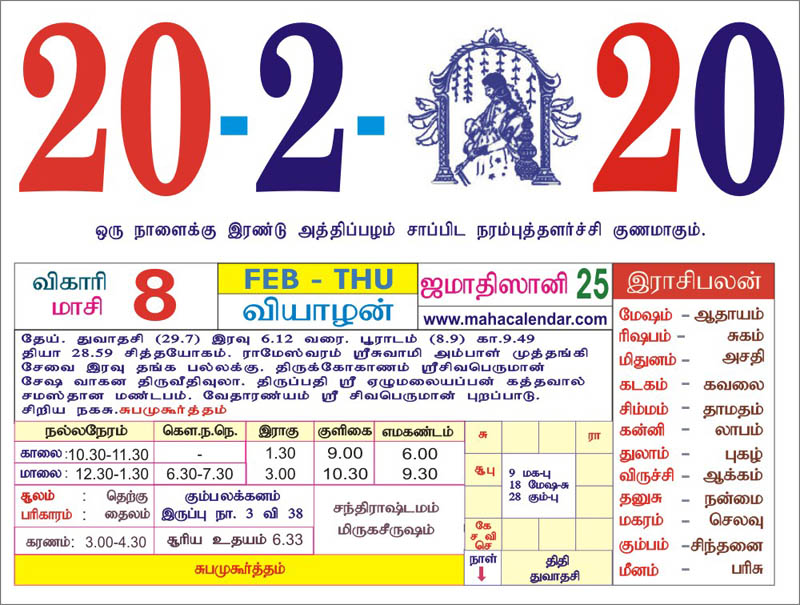 20-2- 20
ஒரு நாளைக்கு இரண்டு அத்திப்பழம் சாப்பிட நரம்புத்தளர்ச்சி குணமாகும்.
விகாரி
மாசி 8
FEB - THU
வியாழன்
ஜமாதிஸானி 25
www.mahacalendar.com
தேய். துவாதசி (29.7) இரவு 6.12 வரை. பூராடம் (8.9) கா.9.49
தியா 28.59 சித்தயோகம். ராமேஸ்வரம் ஸ்ரீசுவாமி அம்பாள் முத்தங்கி
சேவை இரவு தங்க பல்லக்கு. திருக்கோகாணம் ஸ்ரீசிவபெருமான்
சேஷ வாகன திருவீதிவுலா. திருப்பதி ஸ்ரீ ஏழுமலையப்பன் கத்தவால்
சமஸ்தான மண்டபம். வேதாரண்யம் ஸ்ரீ சிவபெருமான் புறப்பாடு.
சிறிய நகசு.சுபமுகூர்த்தம்
நல்லநேரம் கௌ.ந.நெ. இராகு குளிகை எமகண்டம்
காலை:10.30-11.30 - 1.30 9.00 6.00
மாலை: 12.30-1.30 6.30-7.30 3.00 10.30 9.30
சூலம் : தெற்கு
பரிகாரம் : தைலம்
கும்பலக்கனம்
இருப்பு நா. 3 வி 38
சந்திராஷ்டமம்
மிருகசீருஷம்
கரணம்: 3.00-4.30 சூரிய உதயம் 6.33
சுபமுகூர்த்தம்
சு ரா
சூபு
9 மக-பு
18 மேஷ-சு
28 கும்-பு
கே
ச வி
செ
நாள்
திதி
துவாதசி
இராசிபலன்
மேஷம் - ஆதாயம்
ரிஷபம் - சுகம்
மிதுனம் - அசதி
கடகம் - கவலை
சிம்மம் - தாமதம்
கன்னி - லாபம்
துலாம் - புகழ்
விருச்சி - ஆக்கம்
தனுசு - நன்மை
மகரம் - செலவு
கும்பம் -சிந்தனை
மீனம் - பரிசு